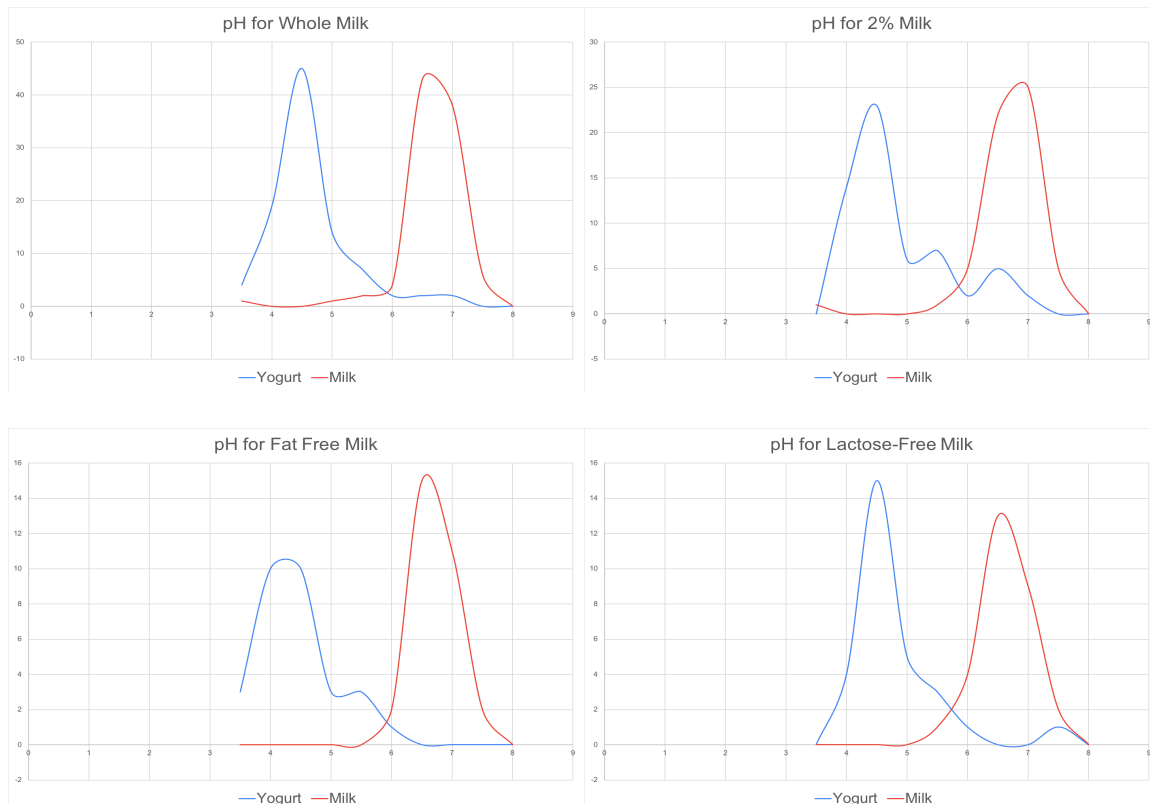 pH for Whole Milk
50
40
30
20
10
0
-10
0 1 2 3 4 5 6 7 8 9
Yogurt Milk
pH for 2% Milk
30
25
20
15
10
5
0
-5
0 1 2 3 4 5 6 7 8 9
Yogurt Milk
pH for Fat Free Milk
16
14
12
10
8
6
4
2
0
-2
0 1 2 3 4 5 6 7 8 9
Yogurt Milk
pH for Lactose-Free Milk
16
14
12
10
8
6
4
2
0
-2
0 1 2 3 4 5 6 7 8 9
Yogurt Milk